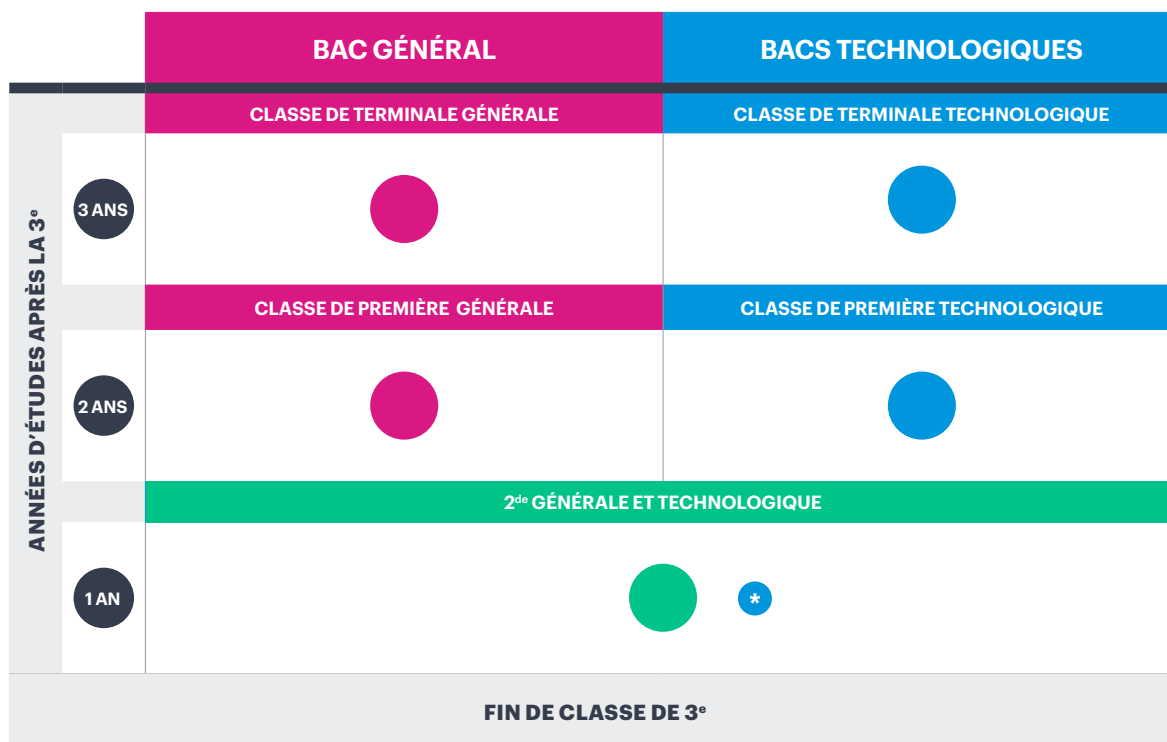 BAC GÉNÉRAL
BACS TECHNOLOGIQUES
ANNÉES D'ÉTUDES APRÈS LA 3e
CLASSE DE TERMINALE GÉNÉRALE
CLASSE DE TERMINALE TECHNOLOGIQUE
3 ANS
CLASSE DE PREMIÈRE GÉNÉRALE
CLASSE DE PREMIÈRE TECHNOLOGIQUE
2 ANS
2de GÉNÉRALE ET TECHNOLOGIQUE
1 AN
*
FIN DE CLASSE DE 3e